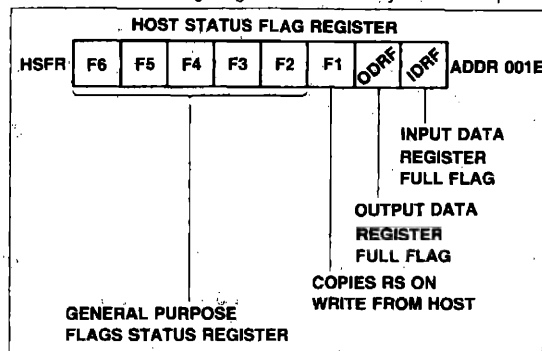 HOST STATUS FLAG REGISTER
HSFR F6 F5 F4 F3 F2 F1 ODRF IDRF ADDR 001E
INPUT DATA
REGISTER
FULL FLAG
OUTPUT DATA
REGISTER
FULL FLAG
COPIES RS ON
WRITE FROM HOST
GENERAL PURPOSE
FLAGS STATUS REGISTER